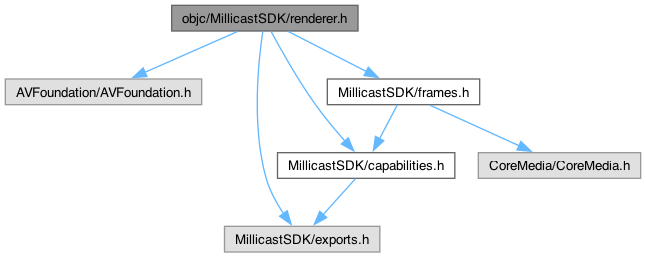 objc/MillicastSDK/renderer.h
AVFoundation/AVFoundation.h
MillicastSDK/frames.h
MillicastSDK/capabilities.h
CoreMedia/CoreMedia.h
MillicastSDK/exports.h